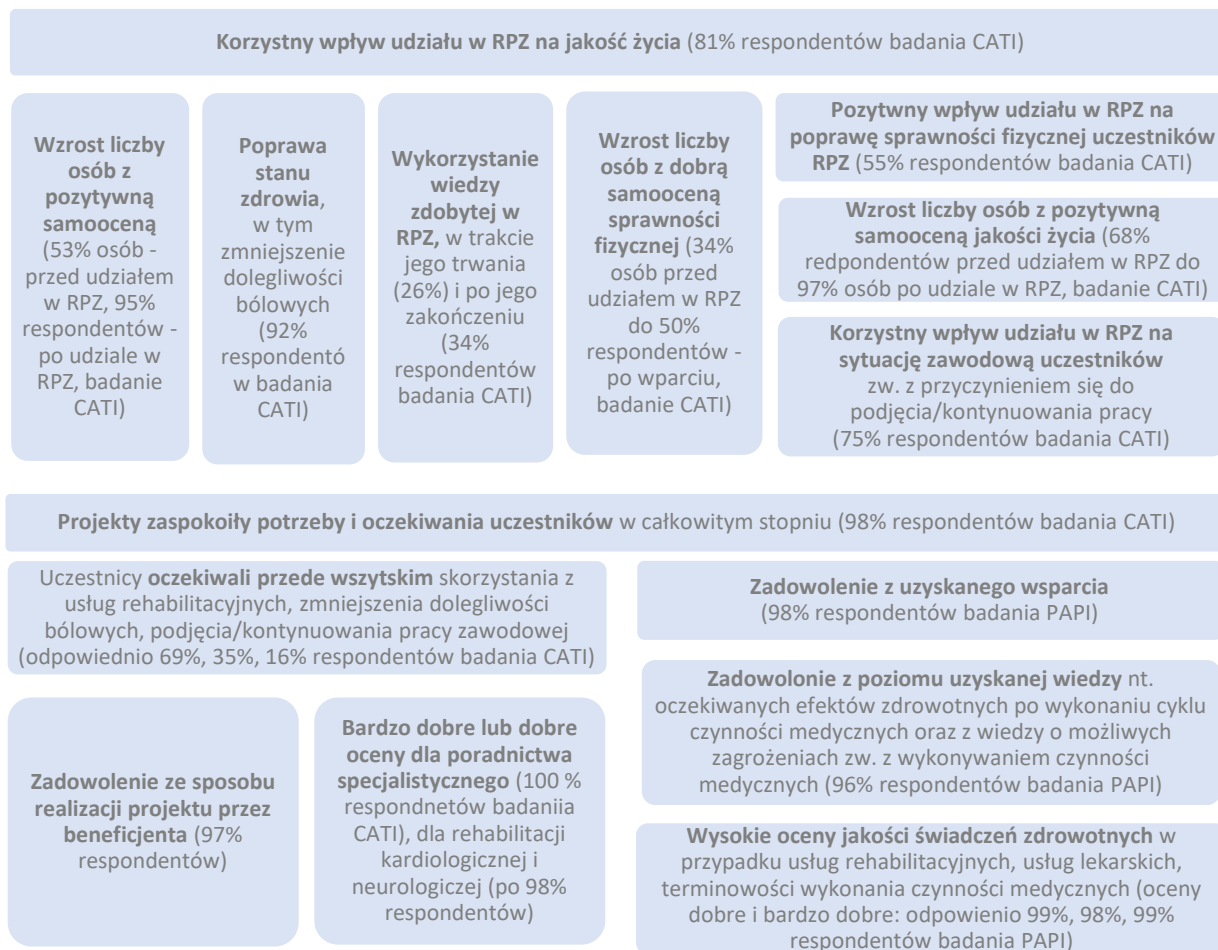 Korzystny wpływ udziału w RPZ na jakość życia (81% respondentów badania CATI)
Wzrost liczby
osób z
pozytywną
samooceną
(53% osób -
przed udziałem
w RPZ, 95%
respondentów -
po udziale w
RPZ, badanie
CATI)
Poprawa
stanu
zdrowia,
w tym
zmniejszenie
dolegliwości
bólowych
(92%
respondentó
w badania
CATI)
Wykorzystanie
wiedzy
zdobytej w
RPZ, w trakcie
jego trwania
(26%) i po jego
zakończeniu
(34%
respondentów
badania CATI)
Wzrost liczby
osób z dobrą
samooceną
sprawności
fizycznej (34%
osób przed
udziałem w RPZ
do 50%
respondentów -
po wparciu,
badanie CATI)
Pozytwny wpływ udziału w RPZ na
poprawę sprawności fizycznej uczestników
RPZ (55% respondentów badania CATI)
Wzrost liczby osób z pozytywną
samooceną jakości życia (68%
redpondentów przed udziałem w RPZ do
97% osób po udziale w RPZ, badanie CATI)
Korzystny wpływ udziału w RPZ na
sytuację zawodową uczestników
zw. z przyczynieniem się do
podjęcia/kontynuowania pracy
(75% respondentów badania CATI)
Projekty zaspokoiły potrzeby i oczekiwania uczestników w całkowitym stopniu (98% respondentów badania CATI)
Uczestnicy oczekiwali przede wszytskim skorzystania z
usług rehabilitacyjnych, zmniejszenia dolegliwości
bólowych, podjęcia/kontynuowania pracy zawodowej
(odpowiednio 69%, 35%, 16% respondentów badania CATI)
Zadowolenie ze sposobu
realizacji projektu przez
beneficjenta (97%
respondentów)
Bardzo dobre lub dobre
oceny dla poradnictwa
specjalistycznego (100 %
respondnetów badaniia
CATI), dla rehabilitacji
kardiologicznej i
neurologiczej (po 98%
respondentów)
Zadowolenie z uzyskanego wsparcia
(98% respondentów badania PAPI)
Zadowolonie z poziomu uzyskanej wiedzy nt.
oczekiwanych efektów zdrowotnych po wykonaniu cyklu
czynności medycznych oraz z wiedzy o możliwych
zagrożeniach zw. z wykonywaniem czynności
medycznych (96% respondentów badania PAPI)
Wysokie oceny jakości świadczeń zdrowotnych w
przypadku usług rehabilitacyjnych, usług lekarskich,
terminowości wykonania czynności medycznych (oceny
dobre i bardzo dobre: odpowienio 99%, 98%, 99%
respondentów badania PAPI)